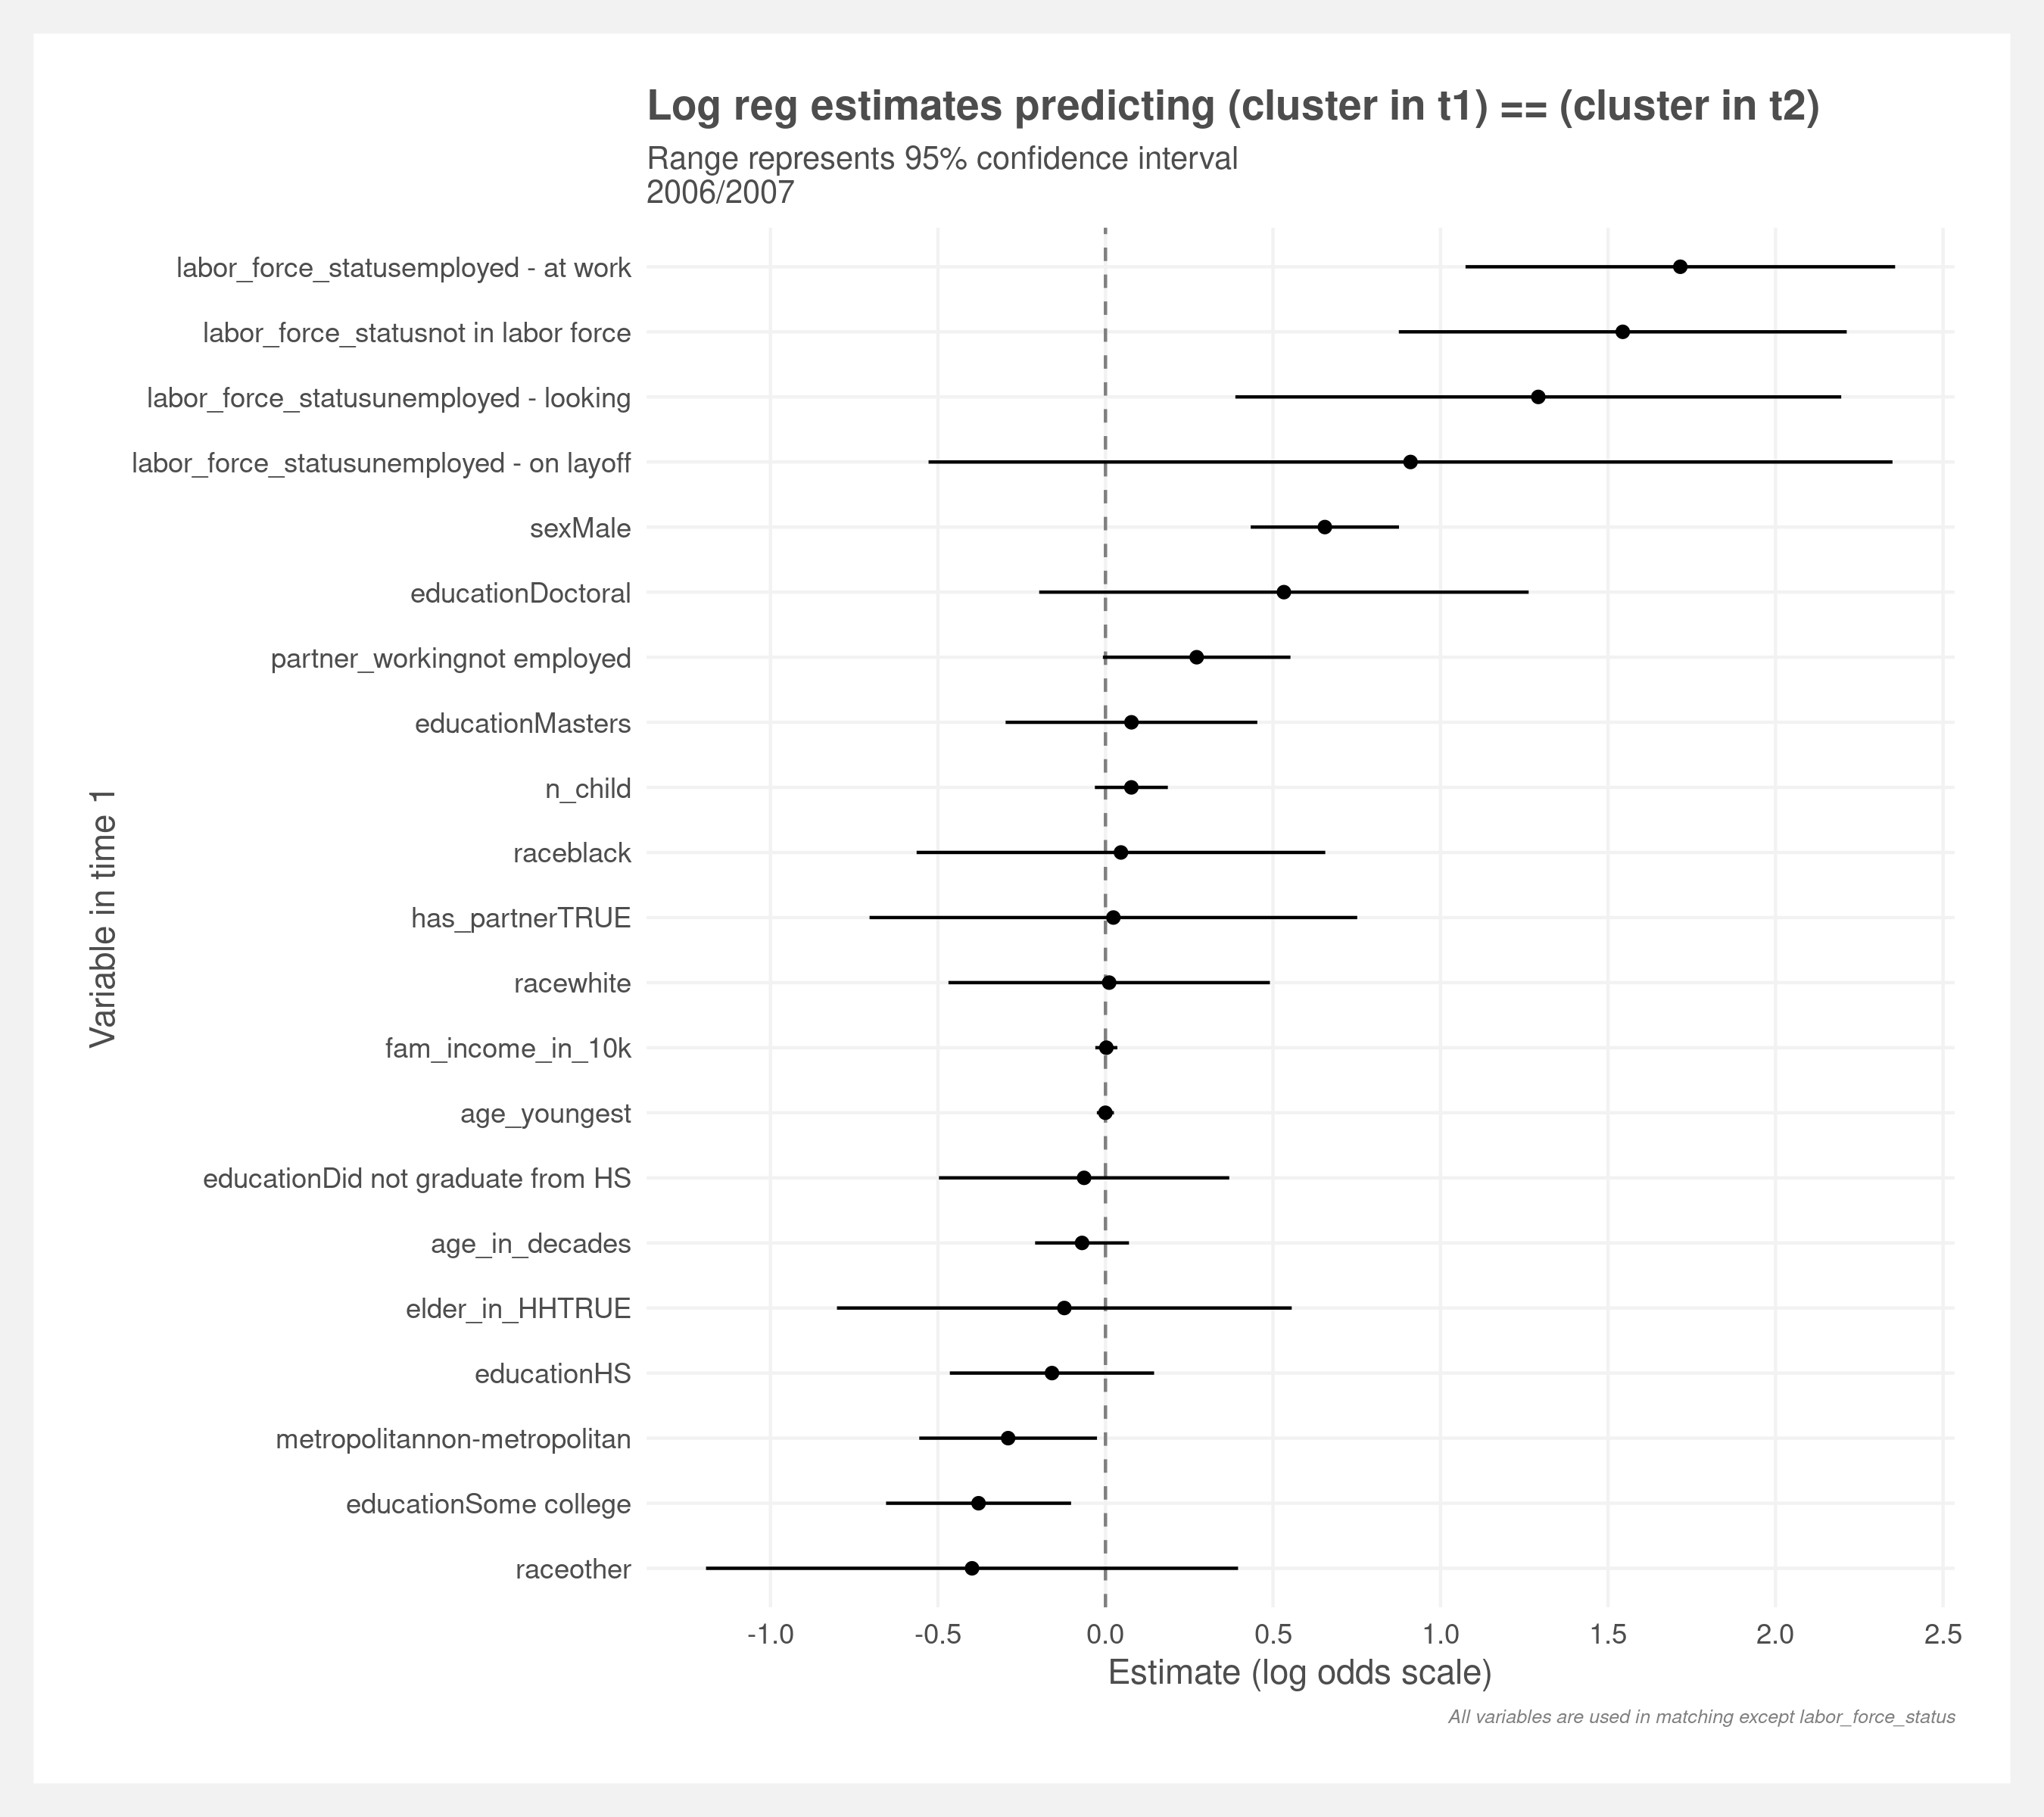 Log reg estimates predicting (cluster in t1) == (cluster in t2)
Range represents 95% confidence interval
2006/2007
Variable in time 1
labor_force_statusemployed - at work
labor_force_statusnot in labor force
labor_force_statusunemployed - looking
labor_force_statusunemployed - on layoff
sexMale
educationDoctoral
partner_workingnot employed
educationMasters
n_child
raceblack
has_partnerTRUE
racewhite
fam_income_in_10k
age_youngest
educationDid not graduate from HS
age_in_decades
elder_in_HHTRUE
educationHS
metropolitannon-metropolitan
educationSome college
raceother
-1.0 -0.5 0.0 0.5 1.0 1.5 2.0 2.5
Estimate (log odds scale)
All variables are used in matching except labor_force_status